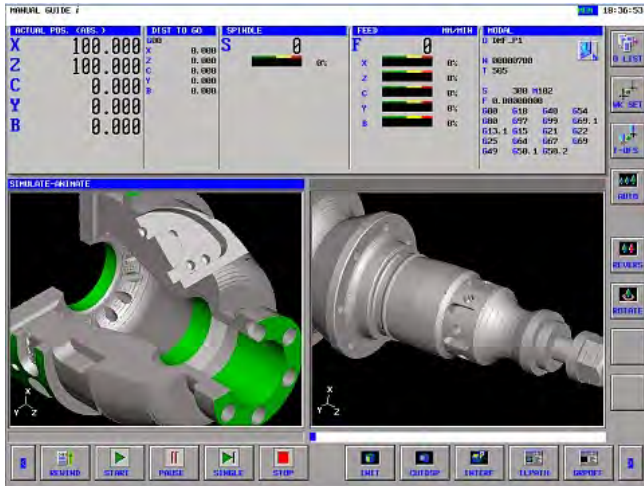 MANUAL GUIDE i
MEM 18:36:53
ACTUAL POS. (ABS.)
X 100.000
Z 100.000
C 0.000
Y 0.000
B 0.000
DIST TO GO
G00
X 0.000
Z 0.000
C 0.000
Y 0.000
B 0.000
SPINDLE
S 0
0%
FEED MM/MIN
F 0
X 0%
Z 0%
C 0%
Y 0%
B 0%
MODAL
N 00000700
T 505
S 300 M102
F 0.00000000
G00 G18 G40 G54
G80 G97 G99 G69.1
G13.1 G15 G21 G22
G25 G64 G67 G69
G49 G50.1 G50.2
O LIST
WK SET
T-OFS
AUTO
REVERS
ROTATE
SIMULATE-ANIMATE
X
Y Z
X
Y Z
REWIND START PAUSE SINGLE STOP INIT CUTDSP INTERF TLPATH GRPOFF